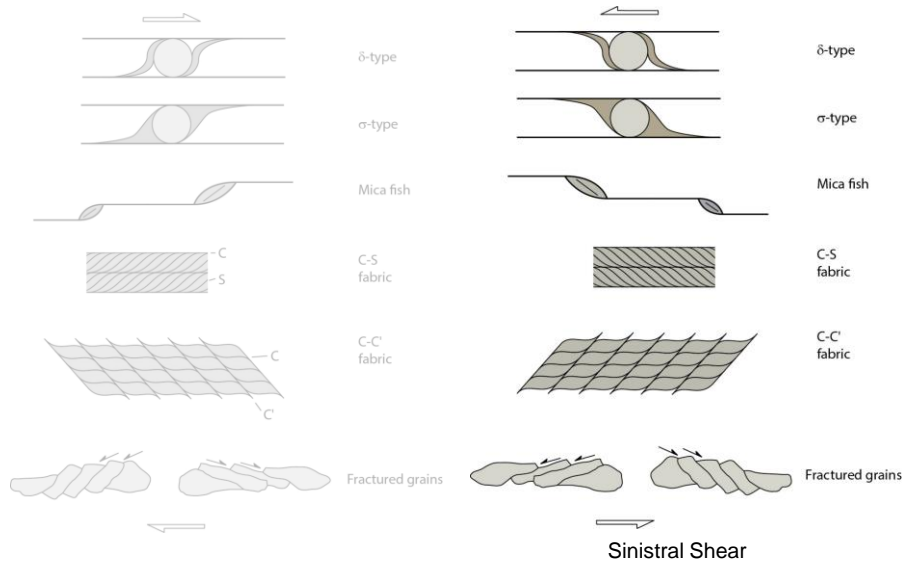 δ-type
δ-type
σ-type
σ-type
Mica fish
Mica fish
C
S
C-S
fabric
C-S
fabric
C
C'
C-C'
fabric
C-C'
fabric
Fractured grains
Fractured grains
Sinistral Shear